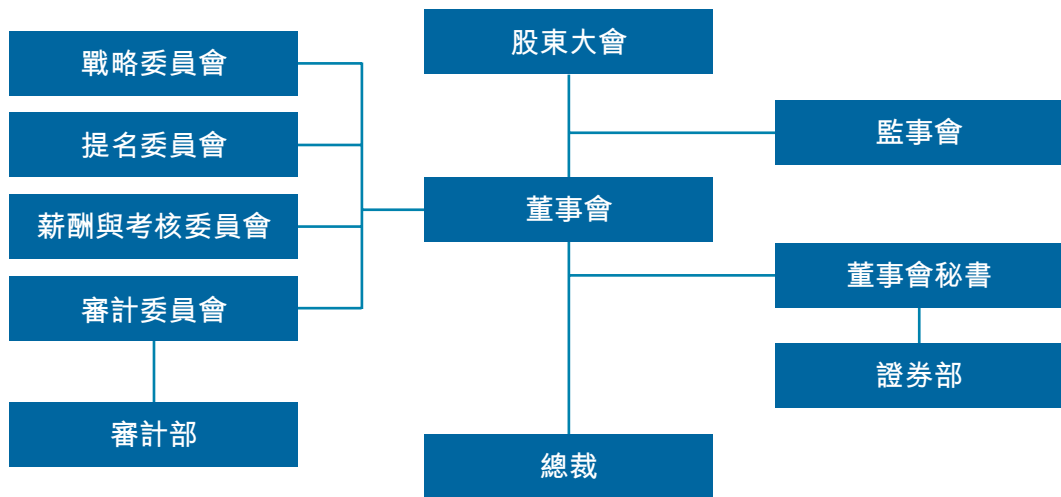 股東大會
戰略委員會
監事會
提名委員會
董事會
薪酬與考核委員會
董事會秘書
審計委員會
證券部
審計部
總裁